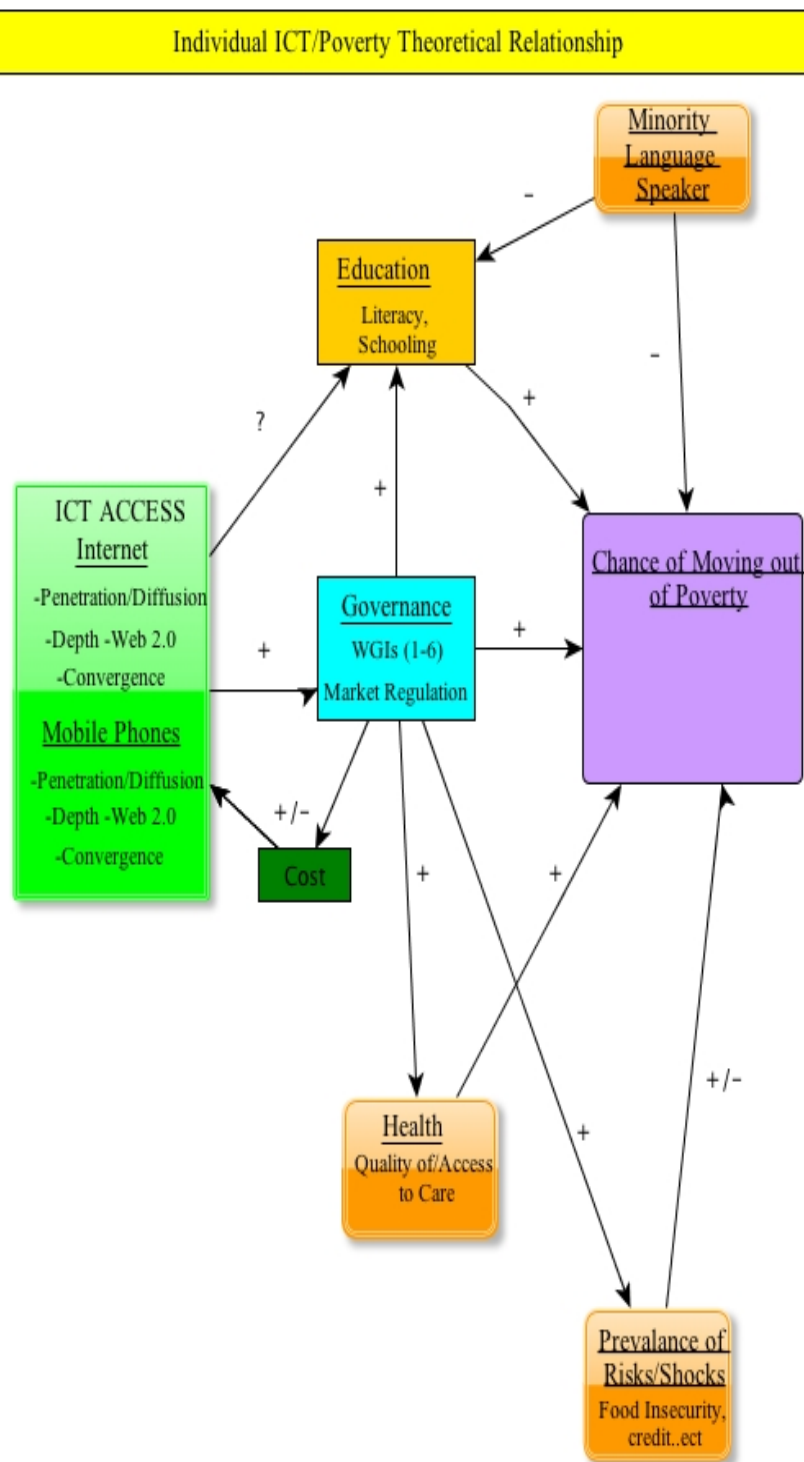 Individual ICT/Poverty Theoretical Relationship
Minority
Language
Speaker
-
Education
Literacy,
Schooling
-
+
?
+
ICT ACCESS
Internet
-Penetration/Diffusion
-Depth -Web 2.0
-Convergence
Mobile Phones
-Penetration/Diffusion
-Depth -Web 2.0
-Convergence
+
Governance
WGIs (1-6)
Market Regulation
+
Chance of Moving out
of Poverty
+/-
Cost
+
+
Health
Quality of/Access
to Care
+
+/-
Prevalance of
Risks/Shocks
Food Insecurity,
credit..ect